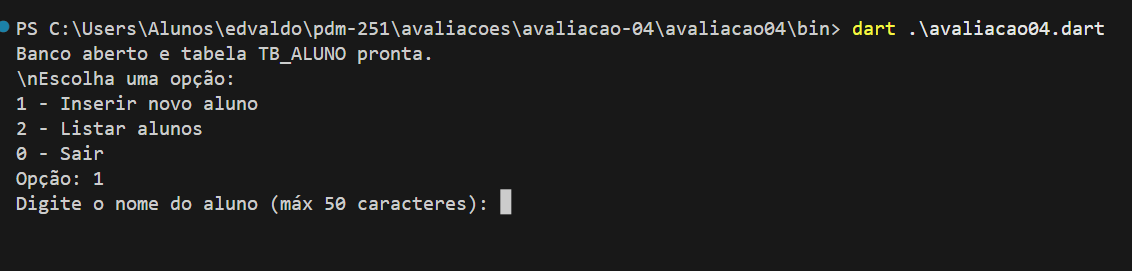 PS C:\Users\Alunos\edvaldo\pdm-251\avaliacoes\avaliacao-04\avaliacao04\bin> dart .\avaliacao04.dart
Banco aberto e tabela TB_ALUNO pronta.
\nEscolha uma opção:
1 - Inserir novo aluno
2 - Listar alunos
0 - Sair
Opção: 1
Digite o nome do aluno (máx 50 caracteres):